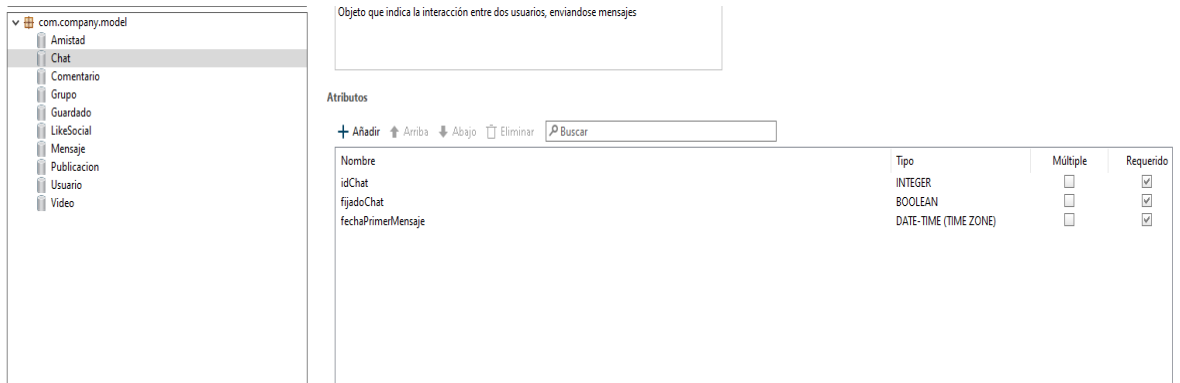 com.company.model
Amistad
Chat
Comentario
Grupo
Guardado
LikeSocial
Mensaje
Publicacion
Usuario
Video
Objeto que indica la interacción entre dos usuarios, enviandose mensajes
Atributos
Añadir Arriba Abajo Eliminar Buscar
Nombre Tipo Múltiple Requerido
idChat INTEGER
fijadoChat BOOLEAN
fechaPrimerMensaje DATE-TIME (TIME ZONE)